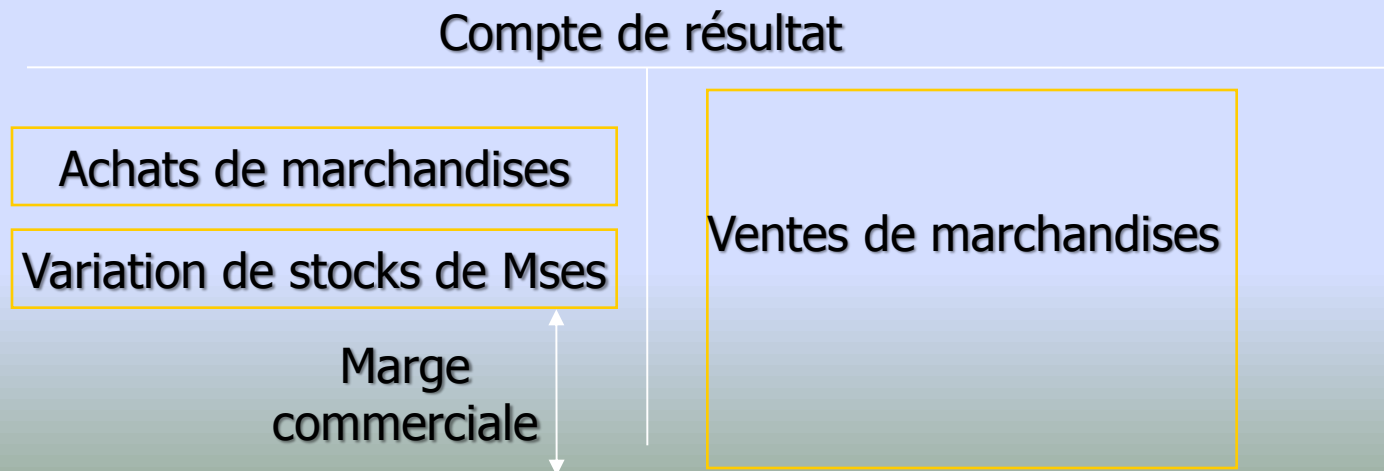 Compte de résultat
Achats de marchandises
Variation de stocks de Mses
Marge
commerciale
Ventes de marchandises